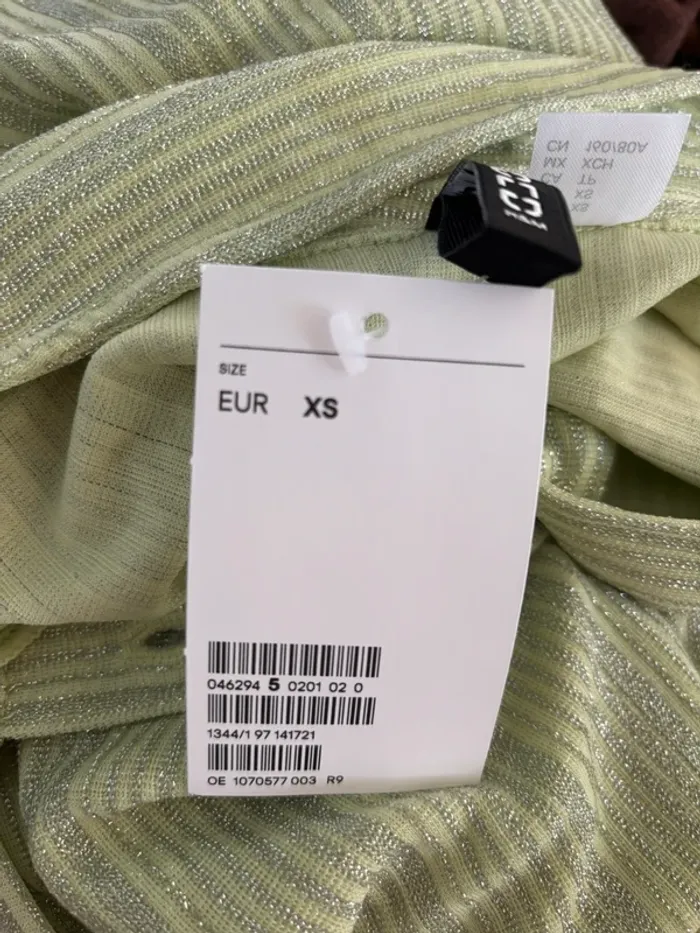 SIZE
EUR XS
046294 5 0201 02 0
1344/1 97 141721
OE 1070577 003 R9
XS
XS
CA TP
MX XCH
CN 160/80A
H&M